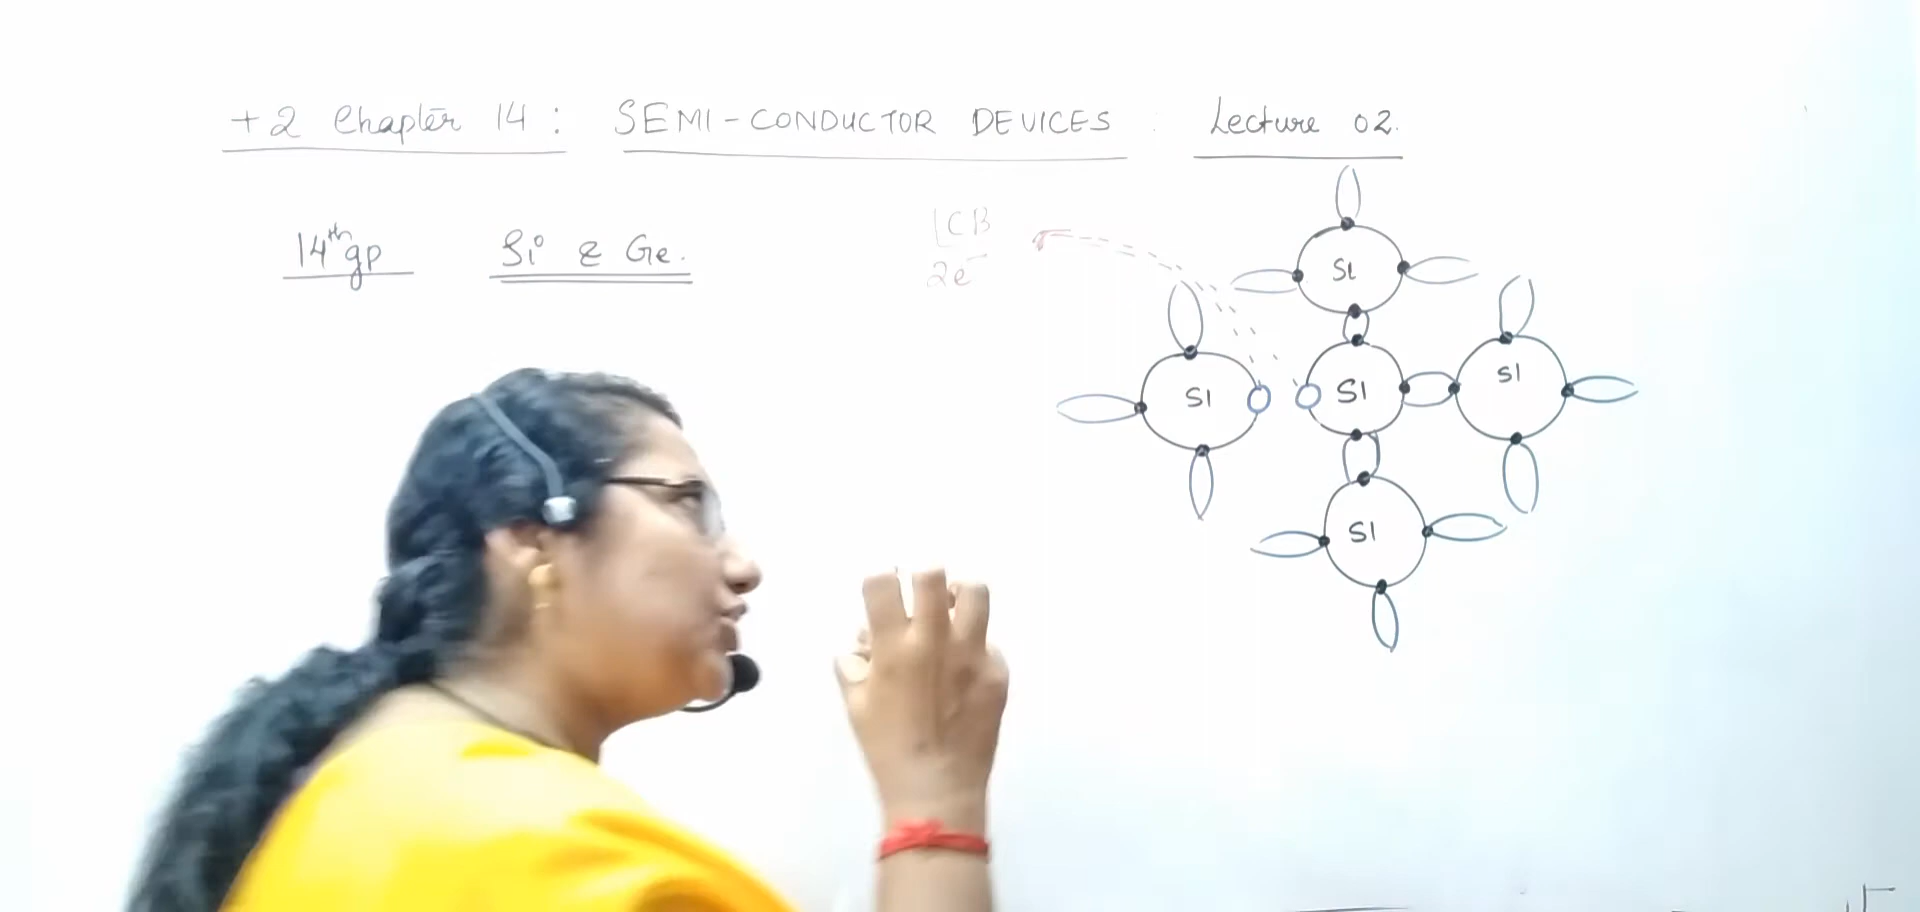 +2 Chapter 14 : SEMI-CONDUCTOR DEVICES : Lecture 02.
14th gp Si & Ge.
1CB
2e-
Si
Si Si Si
Si